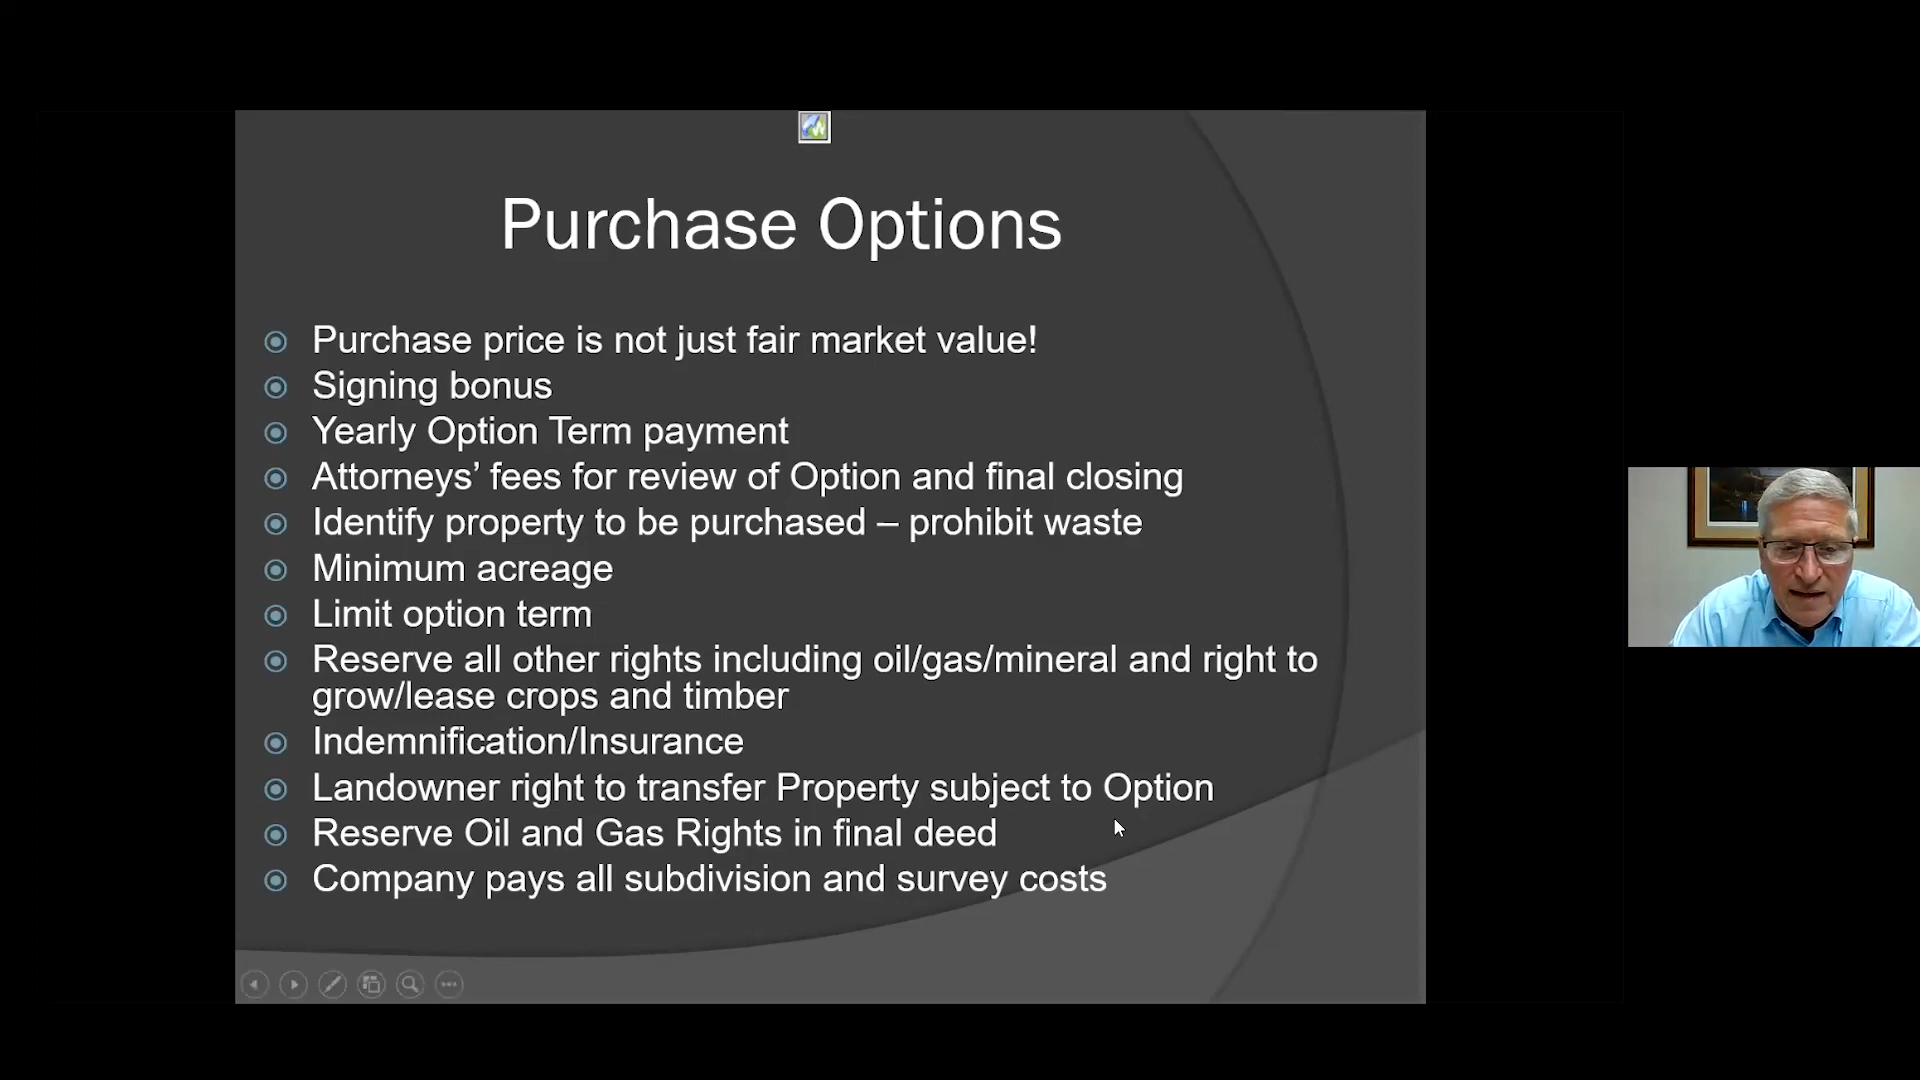 Purchase Options
Purchase price is not just fair market value!
Signing bonus
Yearly Option Term payment
Attorneys’ fees for review of Option and final closing
Identify property to be purchased – prohibit waste
Minimum acreage
Limit option term
Reserve all other rights including oil/gas/mineral and right to
grow/lease crops and timber
Indemnification/Insurance
Landowner right to transfer Property subject to Option
Reserve Oil and Gas Rights in final deed
Company pays all subdivision and survey costs